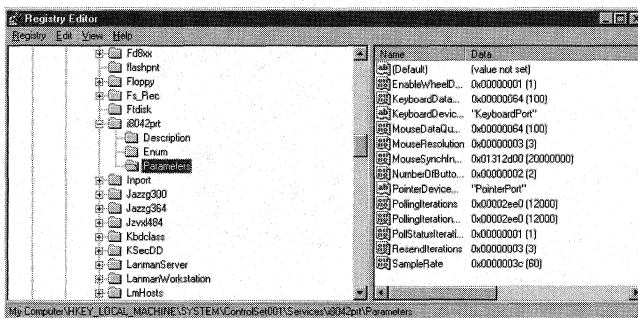 Registry Editor
Registry Edit View Help
Fd8xx
flashpnt
Floppy
Fs_Rec
Ftdisk
i8042prt
Description
Enum
Parameters
Inport
Jazzg300
Jazzg364
Jzvxl484
Kbdclass
KSecDD
LanmanServer
LanmanWorkstation
LmHosts
Name Data
(Default) (value not set)
EnableWheelD... 0x00000001 (1)
KeyboardData... 0x00000064 (100)
KeyboardDevic... "KeyboardPort"
MouseDataQu... 0x00000064 (100)
MouseResolution 0x00000003 (3)
MouseSynchIn... 0x01312d00 (20000000)
NumberOfButto... 0x00000002 (2)
PointerDevice... "PointerPort"
PollingIterations 0x00002ee0 (12000)
PollingIteration... 0x00002ee0 (12000)
PollStatusIterati... 0x00000001 (1)
ResendIterations 0x00000003 (3)
SampleRate 0x0000003c (60)
My Computer\HKEY_LOCAL_MACHINE\SYSTEM\ControlSet001\Services\i8042prt\Parameters